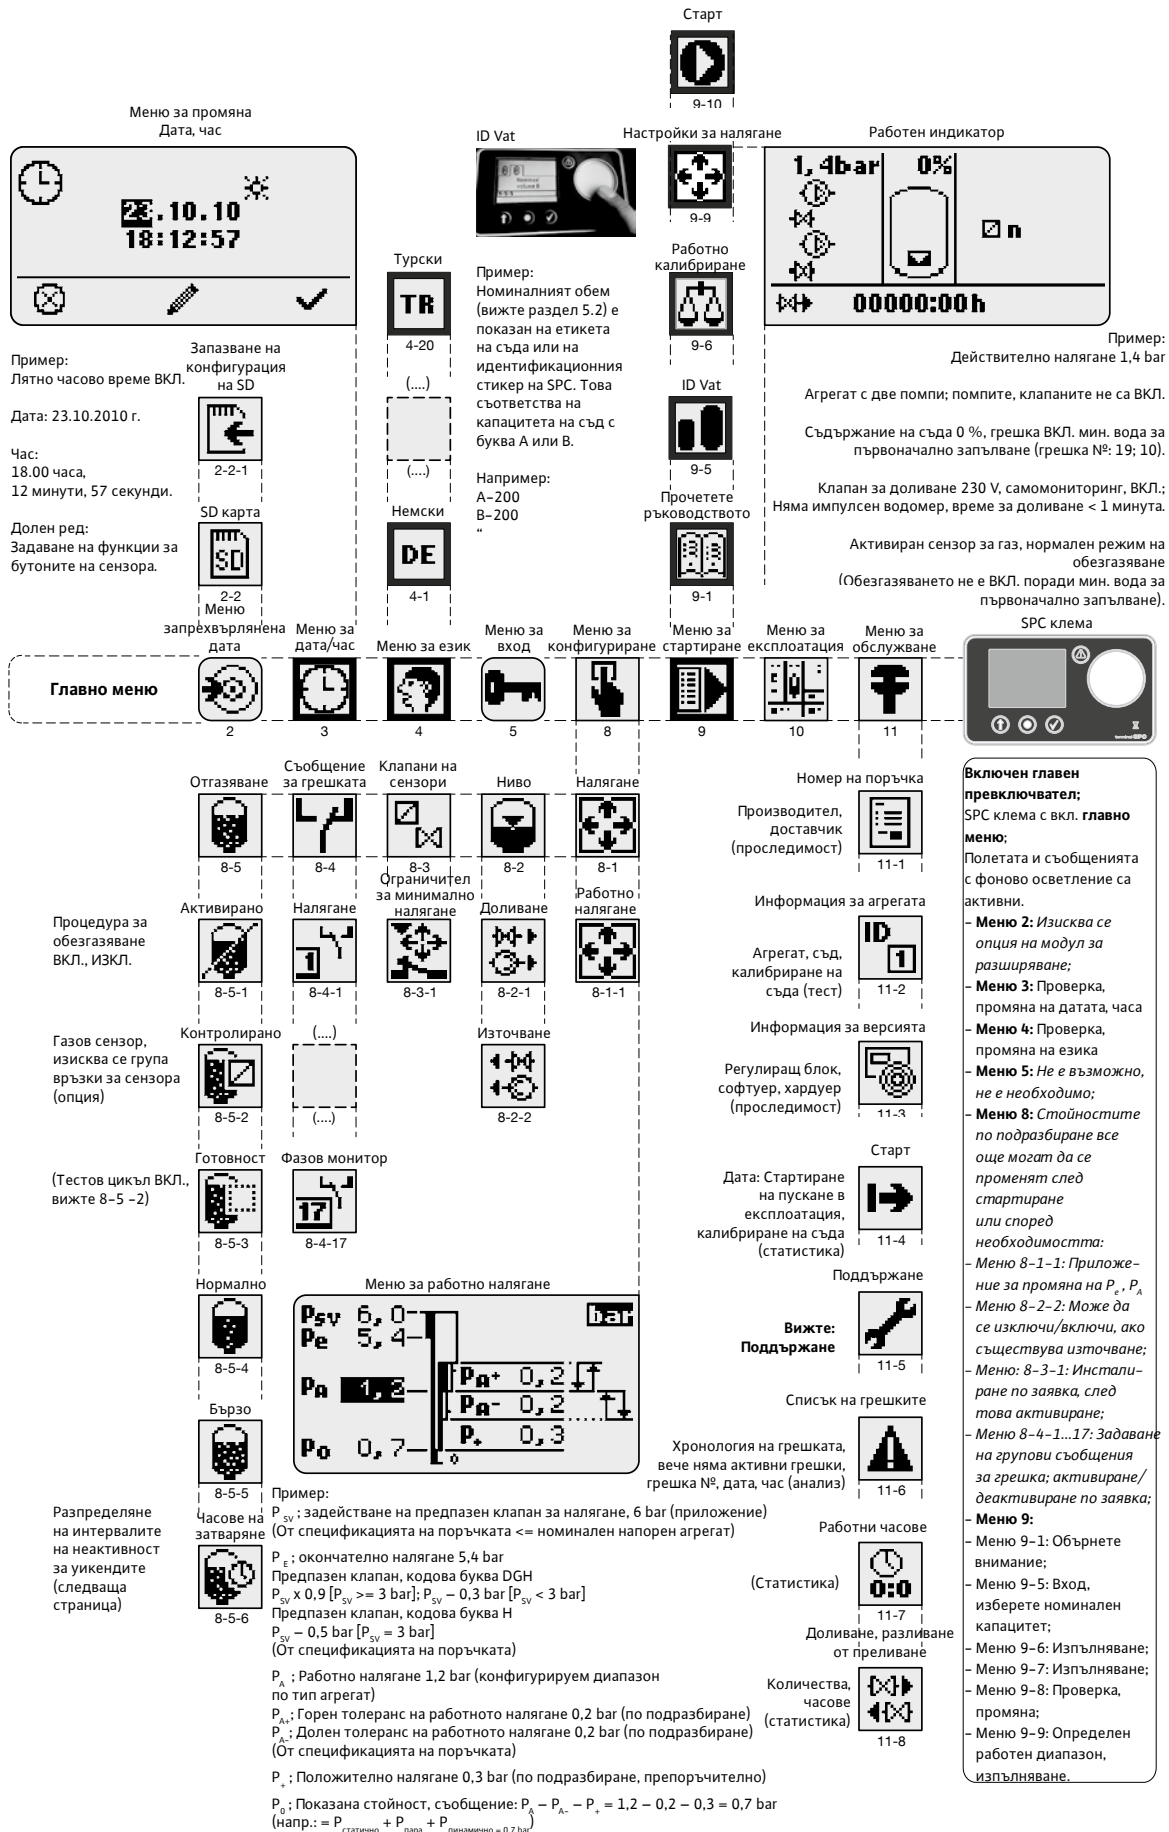 Старт
9-10
Меню за промяна
Дата, час
23.10.10
18:12:57
ID Vat
Настройки за налягане
9-9
Работен индикатор
1,4bar 0%
n
00000:00h
Пример:
Лятно часово време ВКЛ.
Дата: 23.10.2010 г.
Час:
18.00 часа,
12 минути, 57 секунди.
Долен ред:
Задаване на функции за
бутоните на сензора.
Запазване на
конфигурация
на SD
2-2-1
SD карта
SD
2-2
Турски
TR
4-20
(....)
(....)
Немски
DE
4-1
Пример:
Номиналният обем
(вижте раздел 5.2) е
показан на етикета
на съда или на
идентификационния
стикер на SPC. Това
съответства на
капацитета на съд с
буква A или B.
Например:
A–200
B–200
“
Работно
калибриране
9-6
ID Vat
9-5
Прочетете
ръководството
9-1
Пример:
Действително налягане 1,4 bar
Агрегат с две помпи; помпите, клапаните не са ВКЛ.
Съдържание на съда 0 %, грешка ВКЛ. мин. вода за
първоначално запълване (грешка №: 19; 10).
Клапан за доливане 230 V, самомониторинг, ВКЛ.;
Няма импулсен водомер, време за доливане < 1 минута.
Активиран сензор за газ, нормален режим на
обезгазяване
(Обезгазяването не е ВКЛ. поради мин. вода за
първоначално запълване).
Главно меню
Меню
запрехвърлянена
дата
2
Меню за
дата/час
3
Меню за език
4
Меню за
вход
5
Меню за
конфигуриране
8
Меню за
стартиране
9
Меню за
експлоатация
10
Меню за
обслужване
11
SPC клема
terminal SPC
Отгазяване
8-5
Съобщение
за грешката
8-4
Клапани на
сензори
8-3
Ниво
8-2
Налягане
8-1
Процедура за
обезгазяване
ВКЛ., ИЗКЛ.
Активирано
8-5-1
Налягане
1
8-4-1
Ограничител
за минимално
налягане
8-3-1
Доливане
8-2-1
Работно
налягане
8-1-1
Газов сензор,
изисква се група
връзки за сензора
(опция)
Контролирано
8-5-2
(....)
(....)
Източване
8-2-2
(Тестов цикъл ВКЛ.,
вижте 8–5 –2)
Готовност
8-5-3
Фазов монитор
17
8-4-17
Нормално
8-5-4
Бързо
8-5-5
Разпределяне
на интервалите
на неактивност
за уикендите
(следваща
страница)
Часове на
затваряне
8-5-6
Меню за работно налягане
Psv 6,0
bar
Pe 5,4
PA 1,2
PA+ 0,2
PA- 0,2
P+ 0,3
Po 0,7
0
Пример:
P SV ; задействане на предпазен клапан за налягане, 6 bar (приложение)
(От спецификацията на поръчката <= номинален напорен агрегат)
P E ; окончателно налягане 5,4 bar
Предпазен клапан, кодова буква DGH
PSV x 0,9 [PSV >= 3 bar]; PSV – 0,3 bar [PSV < 3 bar]
Предпазен клапан, кодова буква H
PSV – 0,5 bar [PSV = 3 bar]
(От спецификацията на поръчката)
PA ; Работно налягане 1,2 bar (конфигурируем диапазон
по тип агрегат)
PA+; Горен толеранс на работното налягане 0,2 bar (по подразбиране)
PA-; Долен толеранс на работното налягане 0,2 bar (по подразбиране)
(От спецификацията на поръчката)
P+ ; Положително налягане 0,3 bar (по подразбиране, препоръчително)
P0 ; Показана стойност, съобщение: PA – PA- – P+ = 1,2 – 0,2 – 0,3 = 0,7 bar
(напр.: = Pстатично + Pпара + Pдинамично = 0,7 bar)
Номер на поръчка
Производител,
доставчик
(проследимост)
11-1
Информация за агрегата
Агрегат, съд,
калибриране на
съда (тест)
ID
1
11-2
Информация за версията
Регулиращ блок,
софтуер, хардуер
(проследимост)
11-3
Старт
Дата: Стартиране
на пускане в
експлоатация,
калибриране на съда
(статистика)
11-4
Поддържане
Вижте:
Поддържане
11-5
Списък на грешките
Хронология на грешката,
вече няма активни грешки,
грешка №, дата, час (анализ)
11-6
Работни часове
(Статистика)
0:0
11-7
Доливане, разливане
от преливане
Количества,
часове
(статистика)
11-8
Включен главен
превключвател;
SPC клема с вкл. главно
меню;
Полетата и съобщенията
с фоново осветление са
активни.
– Меню 2: Изисква се
опция на модул за
разширяване;
– Меню 3: Проверка,
промяна на датата, часа
– Меню 4: Проверка,
промяна на езика
– Меню 5: Не е възможно,
не е необходимо;
– Меню 8: Стойностите
по подразбиране все
още могат да се
променят след
стартиране
или според
необходимостта:
– Меню 8–1–1: Приложе–
ние за промяна на Pe , PA
– Меню 8–2–2: Може да
се изключи/включи, ако
съществува източване;
– Меню: 8–3–1: Инстали–
ране по заявка, след
това активиране;
– Меню 8–4–1...17: Задаване
на групови съобщения
за грешка; активиране/
деактивиране по заявка;
– Меню 9:
– Меню 9–1: Обърнете
внимание;
– Меню 9–5: Вход,
изберете номинален
капацитет;
– Меню 9–6: Изпълняване;
– Меню 9–7: Изпълняване;
– Меню 9–8: Проверка,
промяна;
– Меню 9–9: Определен
работен диапазон,
изпълняване.